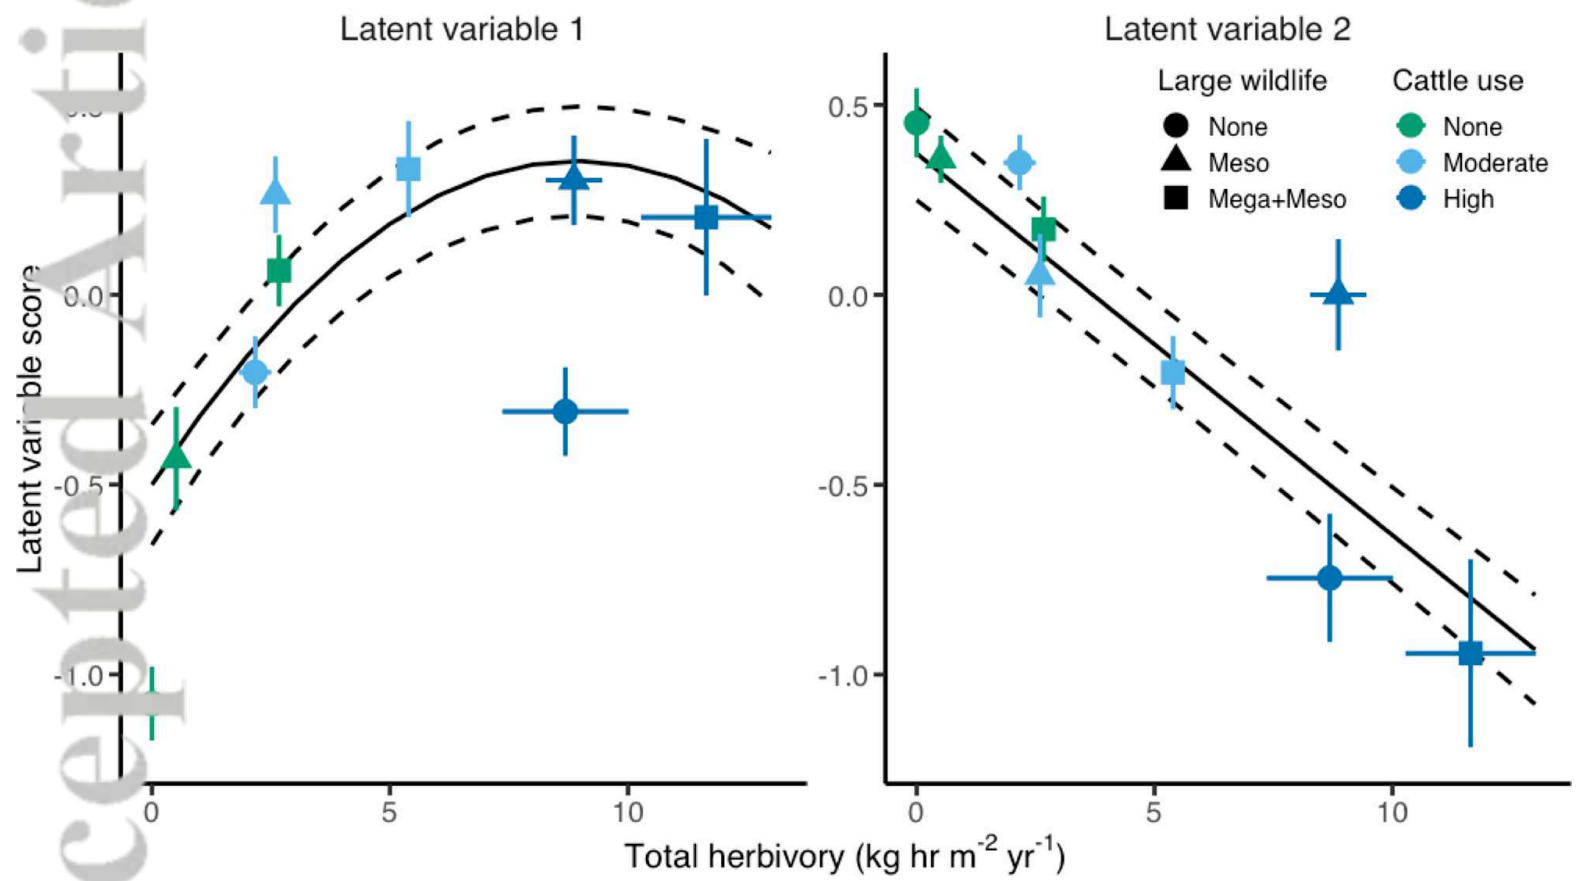 Latent variable 1
Latent variable 2
Large wildlife
None
Meso
Mega+Meso
Cattle use
None
Moderate
High
Latent variable score
0.0
-0.5
-1.0
0
5
10
0.5
0.0
-0.5
-1.0
0
5
10
Total herbivory (kg hr m⁻² yr⁻¹)
cepted Arti